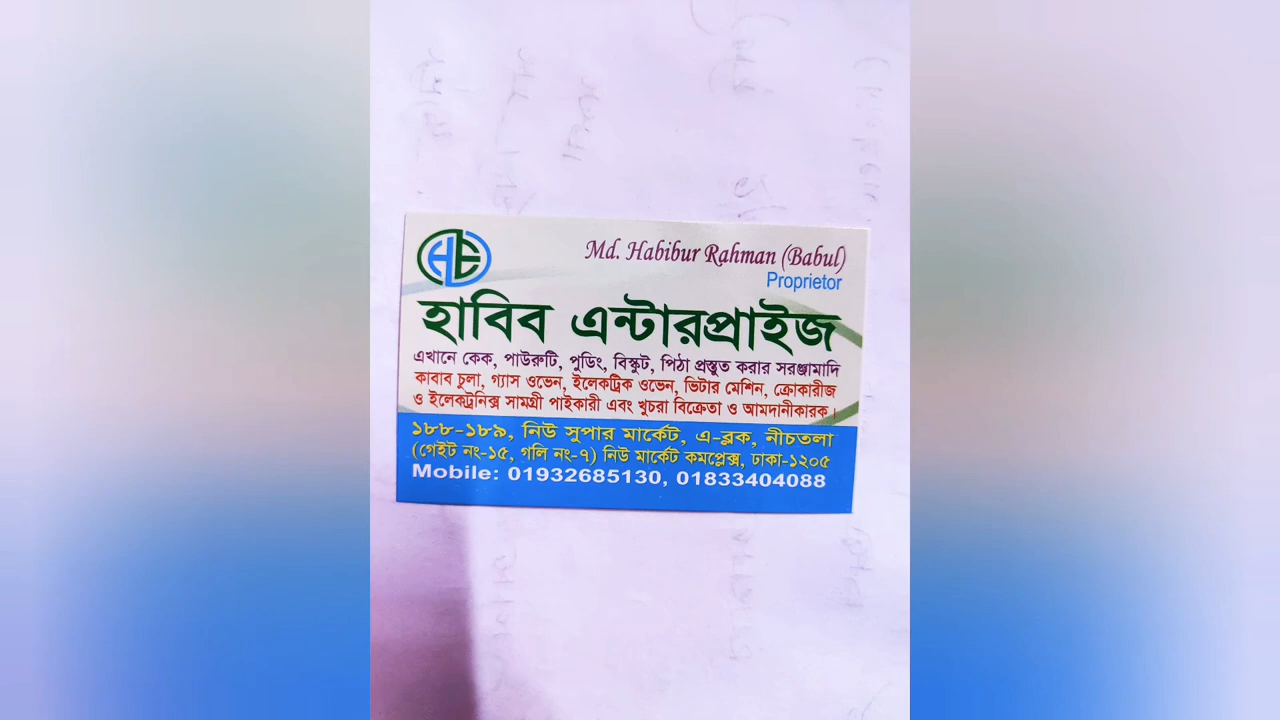 HE
Md. Habibur Rahman (Babul)
Proprietor
হাবিব এন্টারপ্রাইজ
এখানে কেক, পাউরুটি, পুডিং, বিস্কুট, পিঠা প্রস্তুত করার সরঞ্জামাদি
কাবাব চুলা, গ্যাস ওভেন, ইলেকট্রিক ওভেন, ভিটার মেশিন, ক্রোকারীজ
ও ইলেকট্রনিক্স সামগ্রী পাইকারী এবং খুচরা বিক্রেতা ও আমদানীকারক।
১৮৮-১৮৯, নিউ সুপার মার্কেট, এ-ব্লক, নীচতলা
(গেইট নং-১৫, গলি নং-৭) নিউ মার্কেট কমপ্লেক্স, ঢাকা-১২০৫
Mobile: 01932685130, 01833404088